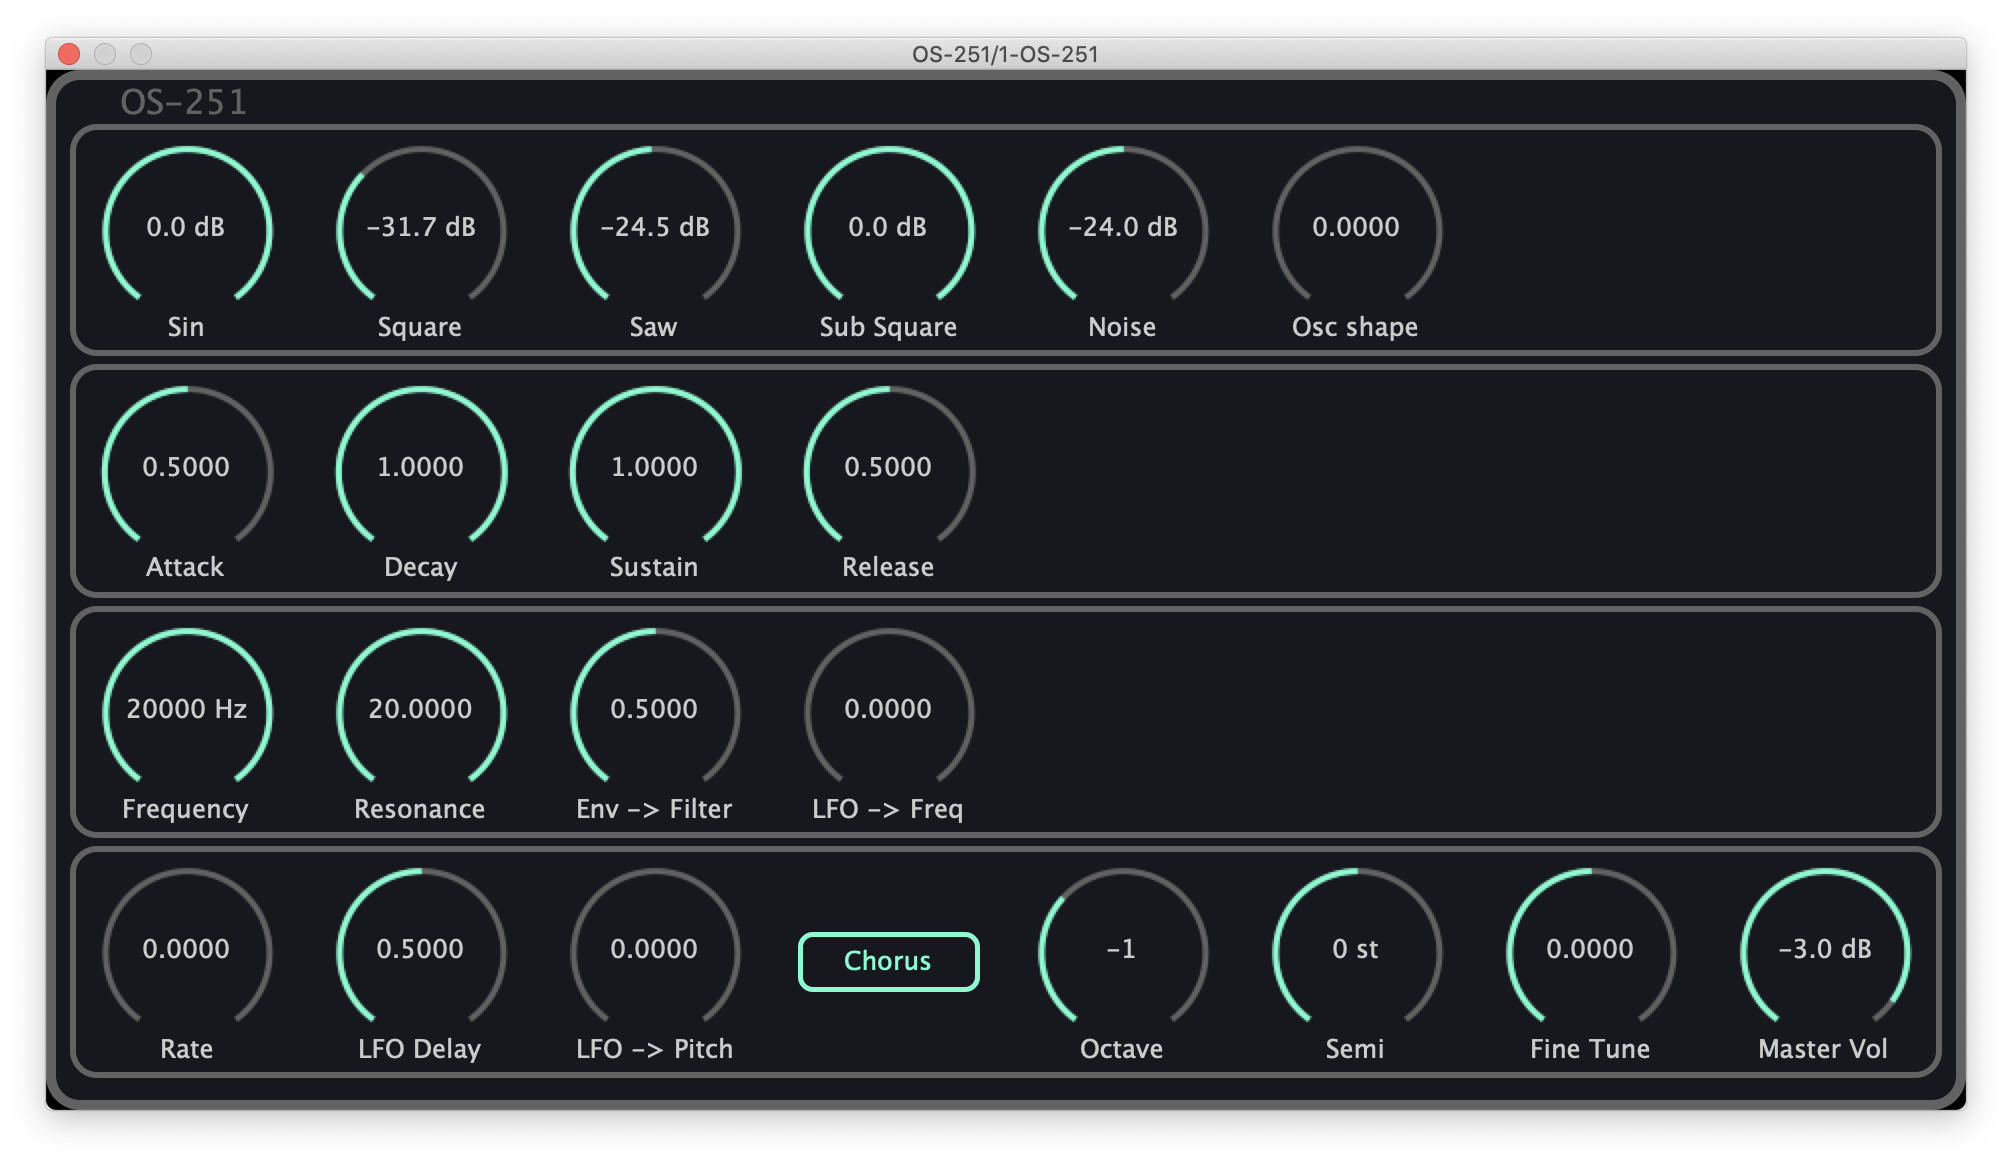 OS-251/1-OS-251
OS-251
0.0 dB -31.7 dB -24.5 dB 0.0 dB -24.0 dB 0.0000
Sin Square Saw Sub Square Noise Osc shape
0.5000 1.0000 1.0000 0.5000
Attack Decay Sustain Release
20000 Hz 20.0000 0.5000 0.0000
Frequency Resonance Env -> Filter LFO -> Freq
0.0000 0.5000 0.0000 Chorus -1 0 st 0.0000 -3.0 dB
Rate LFO Delay LFO -> Pitch Octave Semi Fine Tune Master Vol